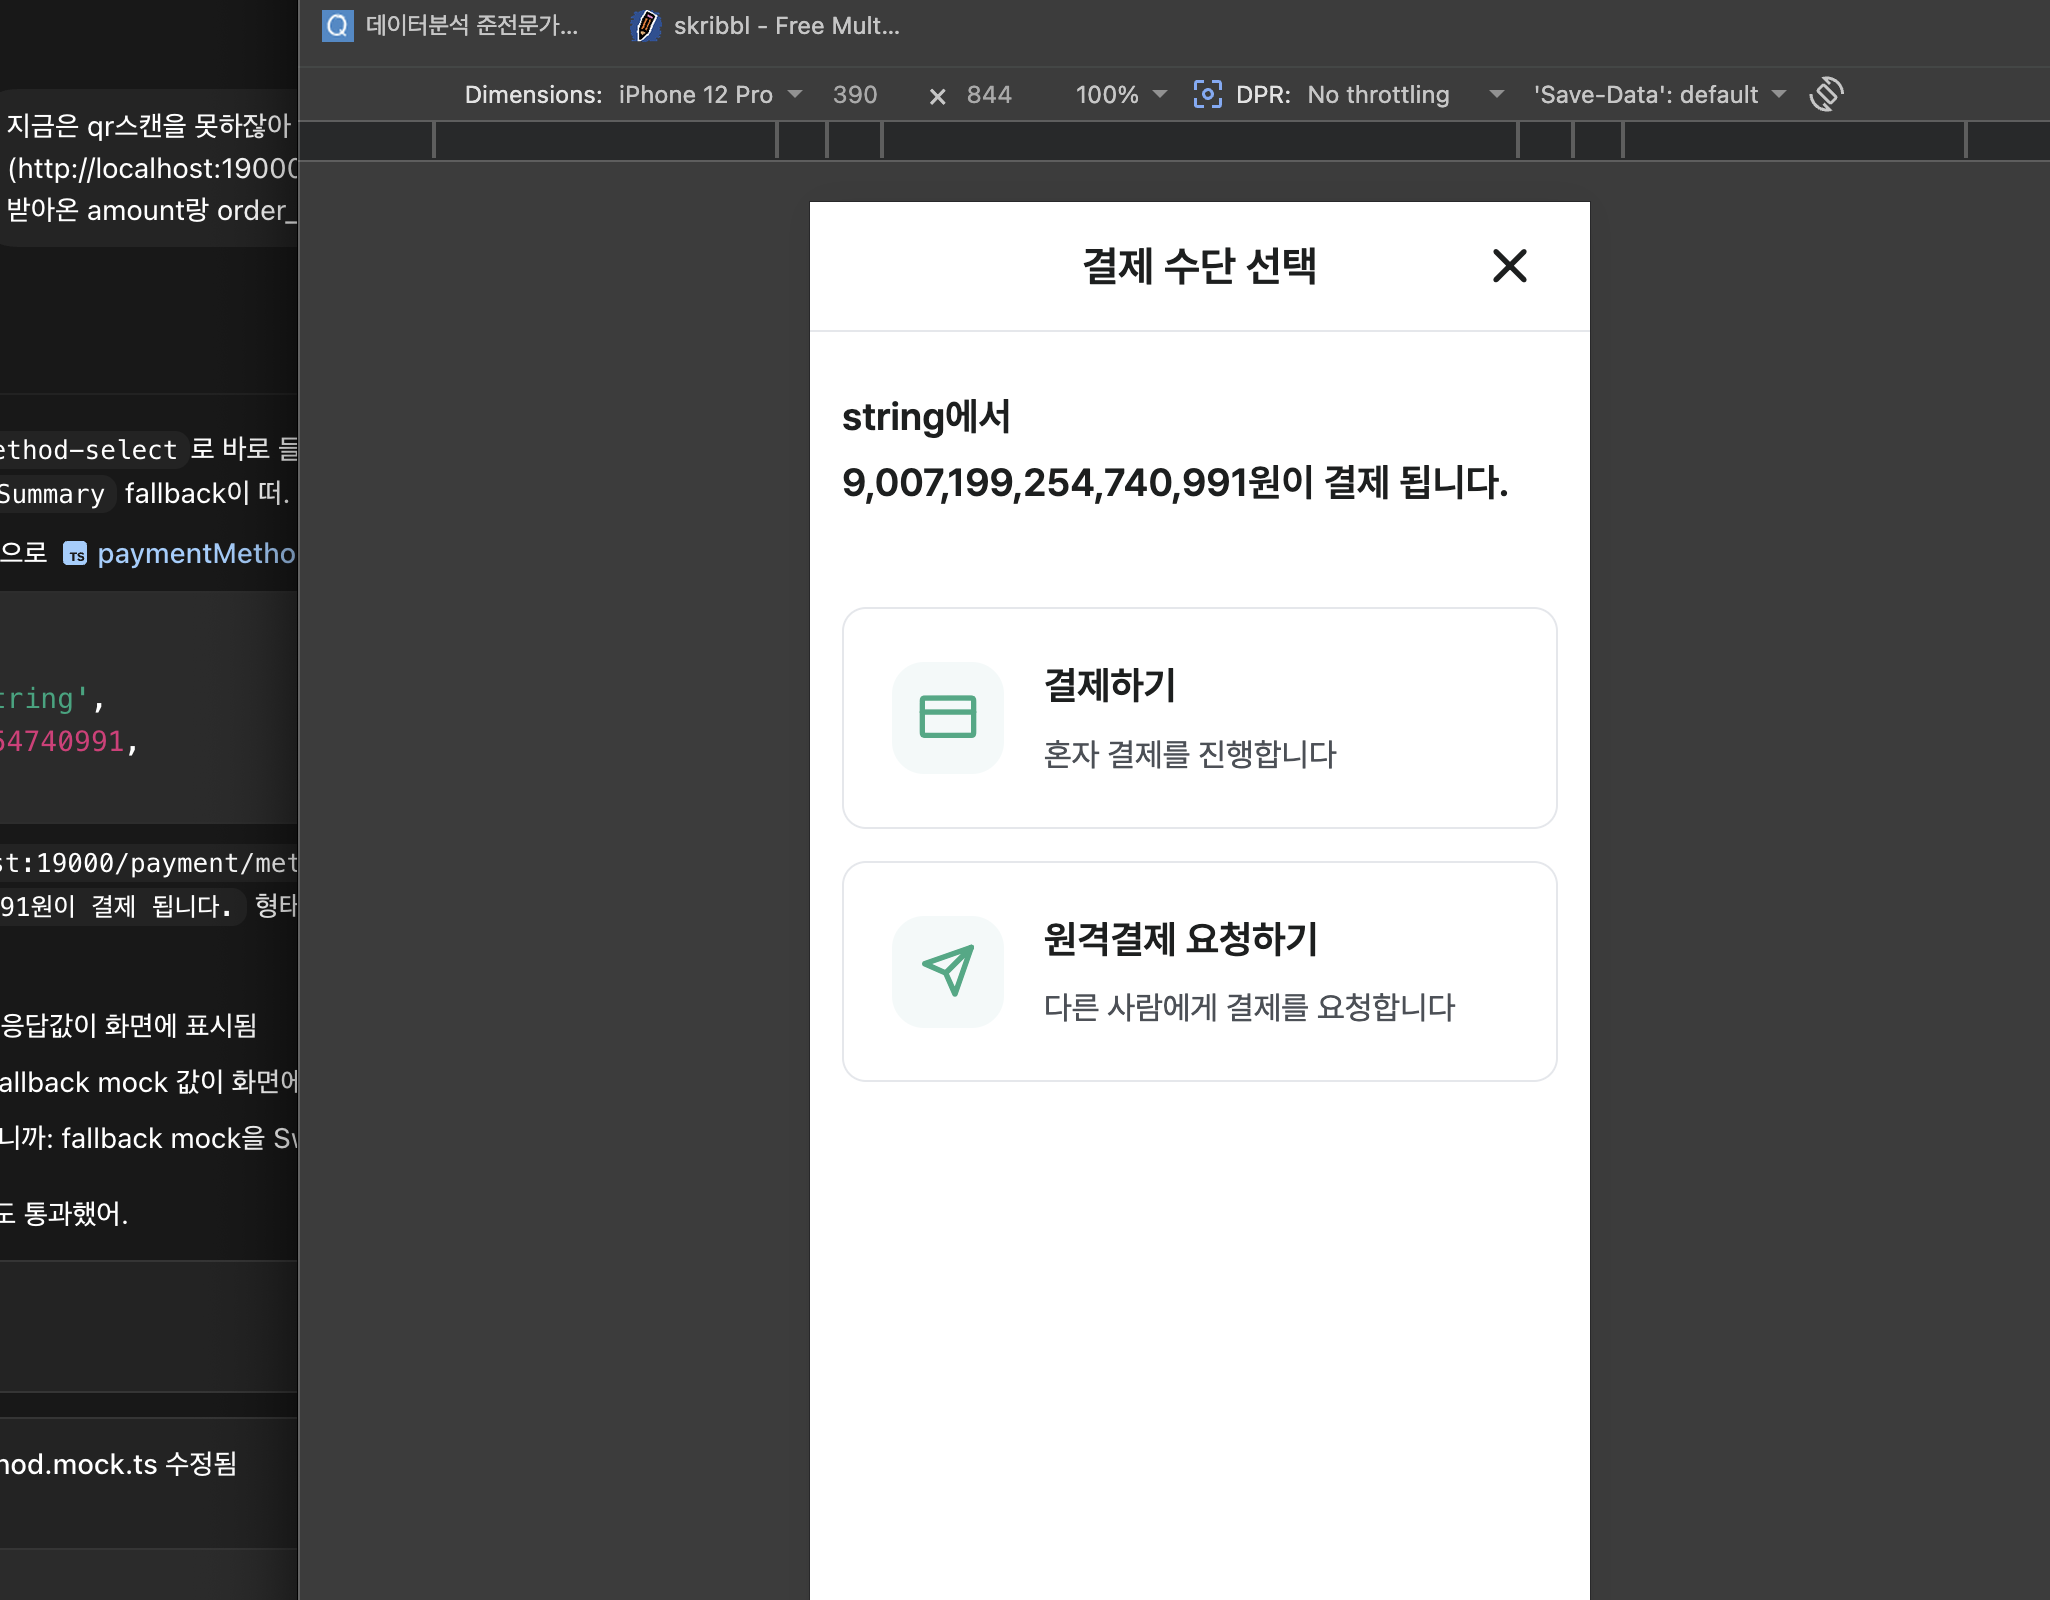 데이터분석 준전문가...
skribbl - Free Mult...
Dimensions: iPhone 12 Pro 390 × 844 100% DPR: No throttling 'Save-Data': default
지금은 qr스캔을 못하잖아
(http://localhost:1900
받아온 amount랑 order_
ethod-select 로 바로 들
Summary fallback이 떠.
으로 TS paymentMetho
tring',
54740991,
st:19000/payment/met
91원이 결제 됩니다. 형태
응답값이 화면에 표시됨
allback mock 값이 화면에
니까: fallback mock을 Sw
도 통과했어.
hod.mock.ts 수정됨
결제 수단 선택
string에서
9,007,199,254,740,991원이 결제 됩니다.
결제하기
혼자 결제를 진행합니다
원격결제 요청하기
다른 사람에게 결제를 요청합니다